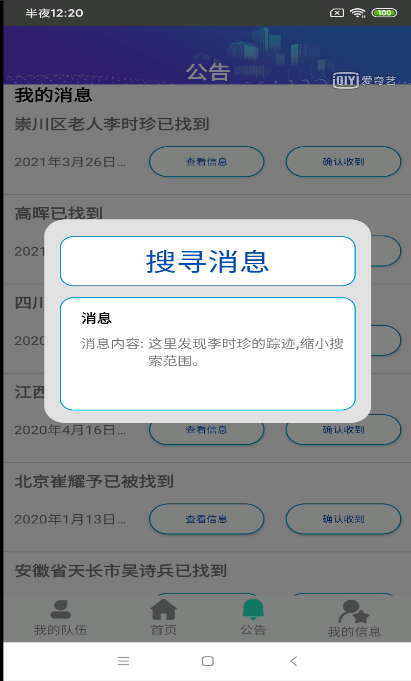 半夜12:20
100
公告
QIY 爱奇艺
我的消息
崇川区老人李时珍已找到
2021年3月26日...
查看信息
确认收到
高晖已找到
2021
搜寻消息
消息
消息内容: 这里发现李时珍的踪迹,缩小搜
索范围。
四川
2020
江西
2020年4月16日...
查看信息
确认收到
北京崔耀予已被找到
2020年1月13日...
查看信息
确认收到
安徽省天长市吴诗兵已找到
我的队伍
首页
公告
我的信息